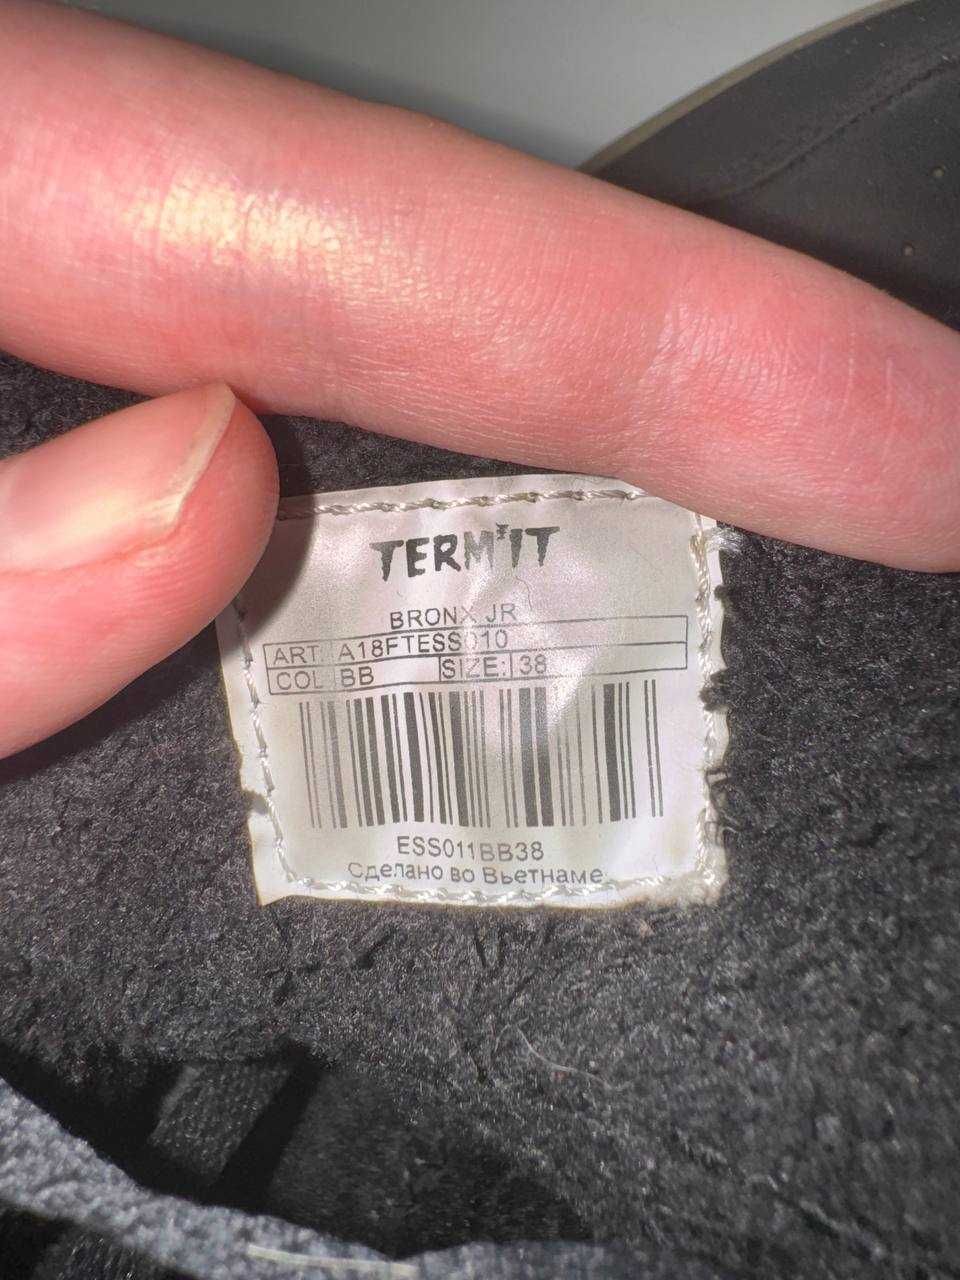 TERM'IT
BRONX JR
ART: A18FTESS010
COL BB SIZE: 38
ESS011BB38
Сделано во Вьетнаме